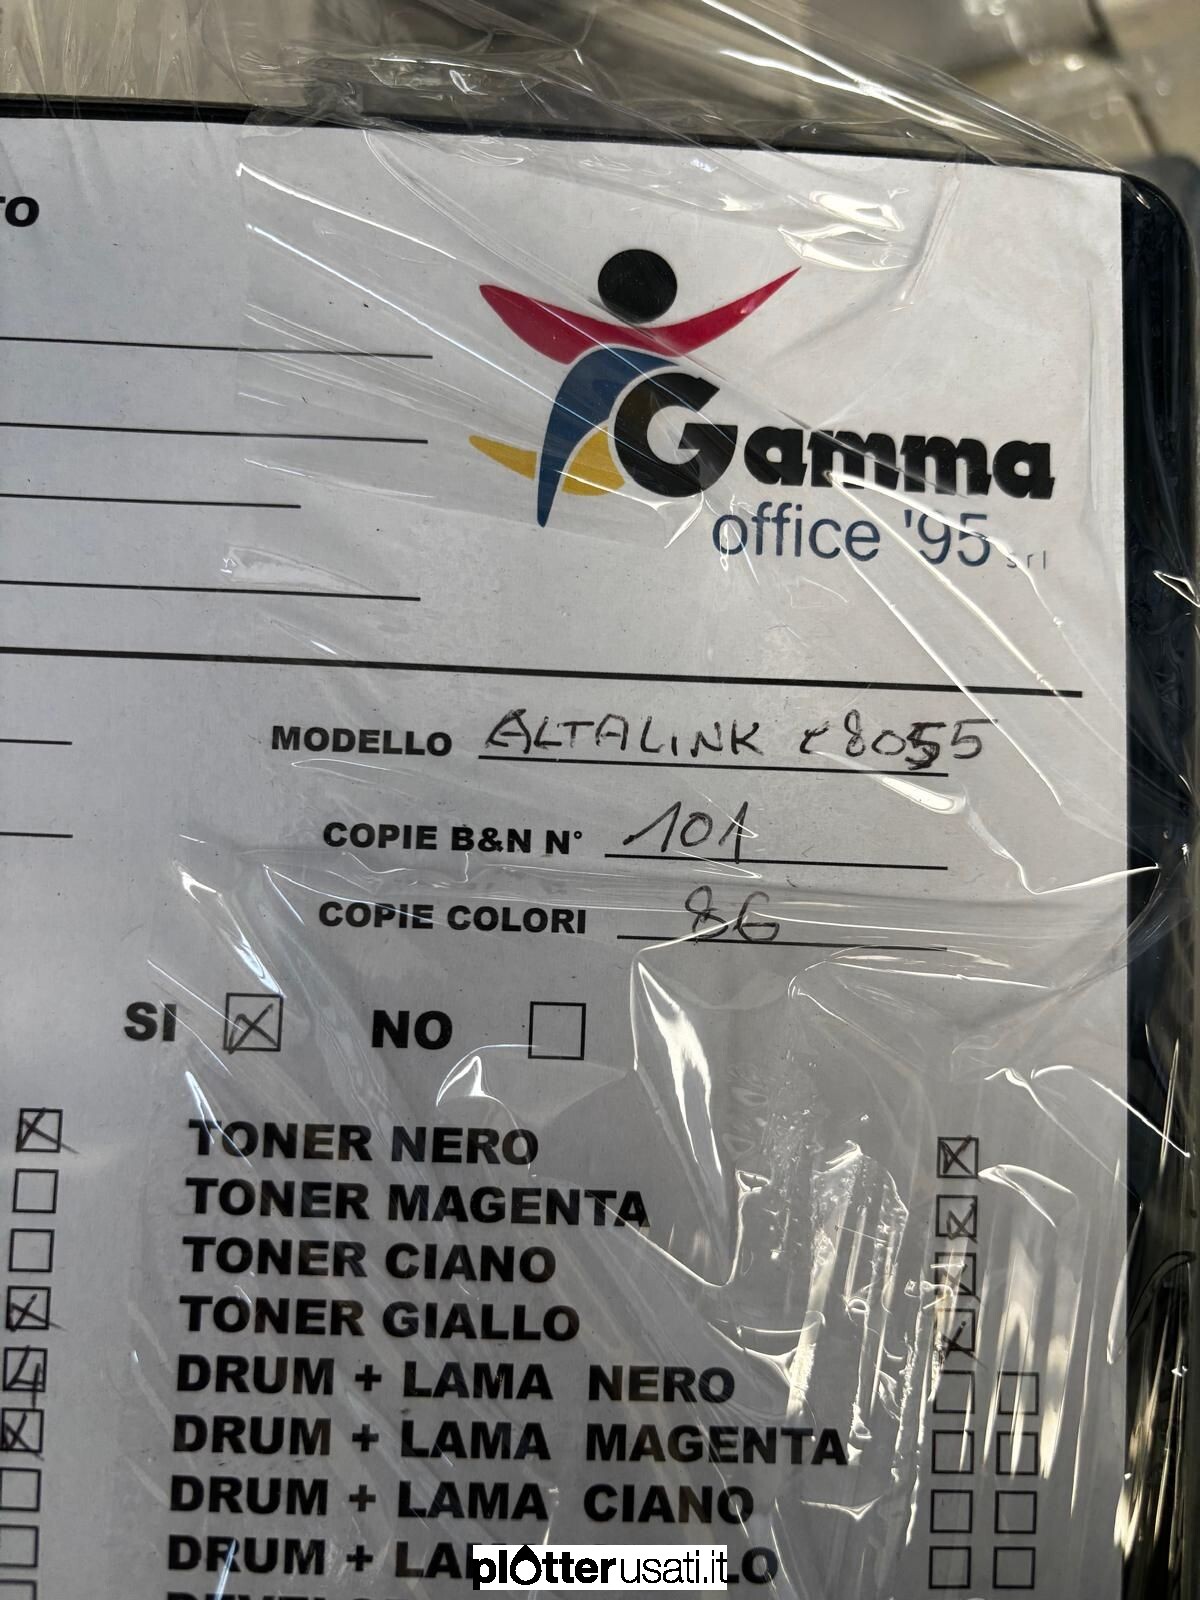 TO
Gamma
office '95 srl
MODELLO ALTALINK C8055
COPIE B&N N° 101
COPIE COLORI 86
SI NO
TONER NERO
TONER MAGENTA
TONER CIANO
TONER GIALLO
DRUM + LAMA NERO
DRUM + LAMA MAGENTA
DRUM + LAMA CIANO
DRUM +
plotterusati.it